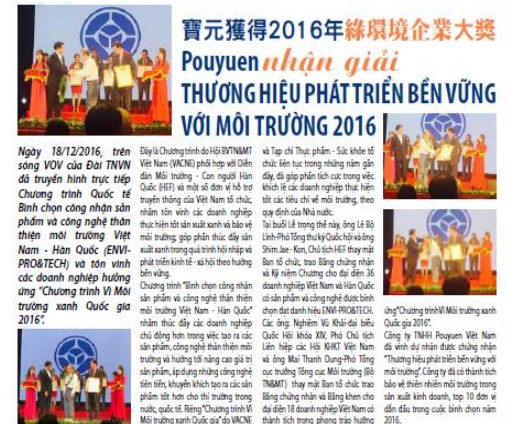 寶元獲得2016年綠環境企業大獎
Pouyuen nhận giải
THƯƠNG HIỆU PHÁT TRIỂN BỀN VỮNG
VỚI MÔI TRƯỜNG 2016
Ngày 18/12/2016, trên
sóng VOV của Đài TNVN
đã truyền hình trực tiếp
Chương trình Quốc tế
Bình chọn công nhận sản
phẩm và công nghệ thân
thiện môi trường Việt
Nam - Hàn Quốc (ENVI-
PRO&TECH) và tôn vinh
các doanh nghiệp hưởng
ứng "Chương trình Vì Môi
trường xanh Quốc gia
2016".
Đây là Chương trình do Hội BVTN&MT
Việt Nam (VACNE) phối hợp với Diễn
đàn Môi trường - Con người Hàn
Quốc (HEF) và một số đơn vị hỗ trợ
truyền thông của Việt Nam tổ chức,
nhằm tôn vinh các doanh nghiệp
thực hiện tốt sản xuất xanh và bảo vệ
môi trường; góp phần thúc đẩy sản
xuất xanh trong quá trình hội nhập và
phát triển kinh tế - xã hội theo hướng
bền vững.
Chương trình "Bình chọn công nhận
sản phẩm và công nghệ thân thiện
môi trường Việt Nam - Hàn Quốc"
nhằm thúc đẩy các doanh nghiệp
chủ động hơn trong việc tạo ra các
sản phẩm, công nghệ thân thiện môi
trường và hướng tới nâng cao giá trị
sản phẩm, áp dụng những công nghệ
tiên tiến, khuyến khích tạo ra các sản
phẩm tốt hơn cho thị trường trong
nước, quốc tế. Riêng "Chương trình Vì
Môi trường xanh Quốc gia" do VACNE
và Tạp chí Thực phẩm - Sức khỏe tổ
chức liên tục trong những năm gần
đây, đã góp phần tích cực trong việc
khích lệ các doanh nghiệp thực hiện
tốt các tiêu chí về môi trường, theo
quy định của Nhà nước.
Tại buổi Lễ trong thể, ông Lê Bộ
Lĩnh-Phó Tổng thư ký Quốc hội và ông
Shim Jae - Kon, Chủ tịch HEF thay mặt
Ban tổ chức, trao Bằng chứng nhận
và Kỷ niệm Chương cho đại diện 36
doanh nghiệp Việt Nam và Hàn Quốc
có sản phẩm và công nghệ được bình
chọn đạt danh hiệu ENVI-PRO&TECH.
Các ông: Nghiêm Vũ Khải-đại biểu
Quốc Hội khóa XIV, Phó Chủ tịch
Liên hiệp các Hội KHKT Việt Nam
và ông Mai Thanh Dung-Phó Tổng
cục trưởng Tổng cục Môi trường (Bộ
TN&MT) thay mặt Ban tổ chức trao
Bằng chứng nhận và Bằng khen cho
đại diện 18 doanh nghiệp Việt Nam có
thành tích trong phong trào hưởng
ứng "Chương trình Vì Môi trường xanh
Quốc gia 2016".
Công ty TNHH Pouyuen Việt Nam
đã vinh dự nhận được chứng nhận
"Thương hiệu phát triển bền vững với
môi trường". Công ty đã có thành tích
bảo vệ thiên nhiên môi trường trong
sản xuất kinh doanh, top 10 đơn vị
dẫn đầu trong cuộc bình chọn năm
2016.